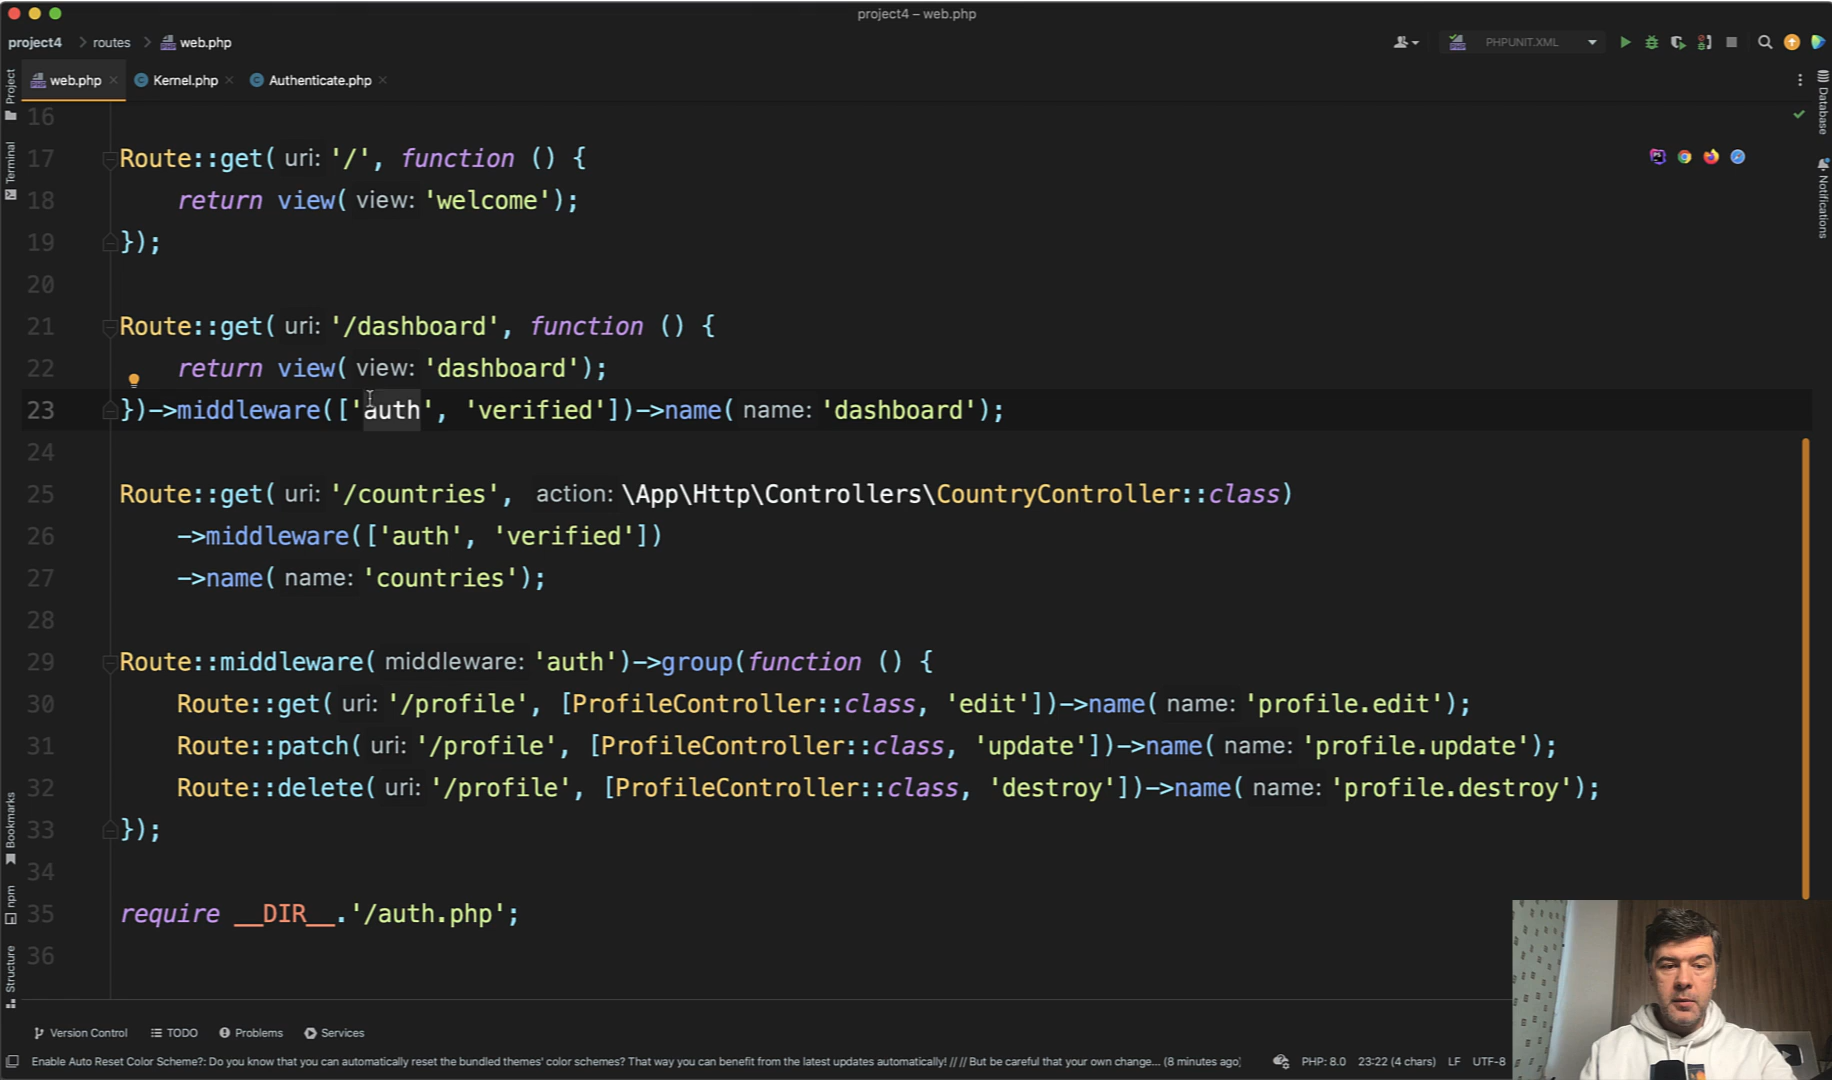 project4 – web.php
project4 > routes > web.php
PHPUNIT.XML
web.php
Kernel.php
Authenticate.php
Project
Terminal
Bookmarks
npm
Structure
Database
Notifications
16
17 Route::get( uri: '/', function () {
18 return view( view: 'welcome');
19 });
20
21 Route::get( uri: '/dashboard', function () {
22 return view( view: 'dashboard');
23 })->middleware(['auth', 'verified'])->name( name: 'dashboard');
24
25 Route::get( uri: '/countries', action: \App\Http\Controllers\CountryController::class)
26 ->middleware(['auth', 'verified'])
27 ->name( name: 'countries');
28
29 Route::middleware( middleware: 'auth')->group(function () {
30 Route::get( uri: '/profile', [ProfileController::class, 'edit'])->name( name: 'profile.edit');
31 Route::patch( uri: '/profile', [ProfileController::class, 'update'])->name( name: 'profile.update');
32 Route::delete( uri: '/profile', [ProfileController::class, 'destroy'])->name( name: 'profile.destroy');
33 });
34
35 require __DIR__.'/auth.php';
36
Version Control TODO Problems Services
Enable Auto Reset Color Scheme?: Do you know that you can automatically reset the bundled themes' color schemes? That way you can benefit from the latest updates automatically! // // But be careful that your own change... (8 minutes ago) PHP: 8.0 23:22 (4 chars) LF UTF-8